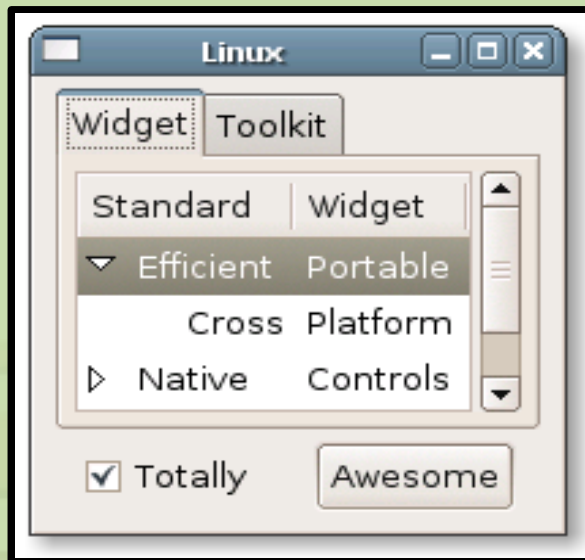 Linux
Widget Toolkit
Standard Widget
Efficient Portable
Cross Platform
Native Controls
Totally Awesome